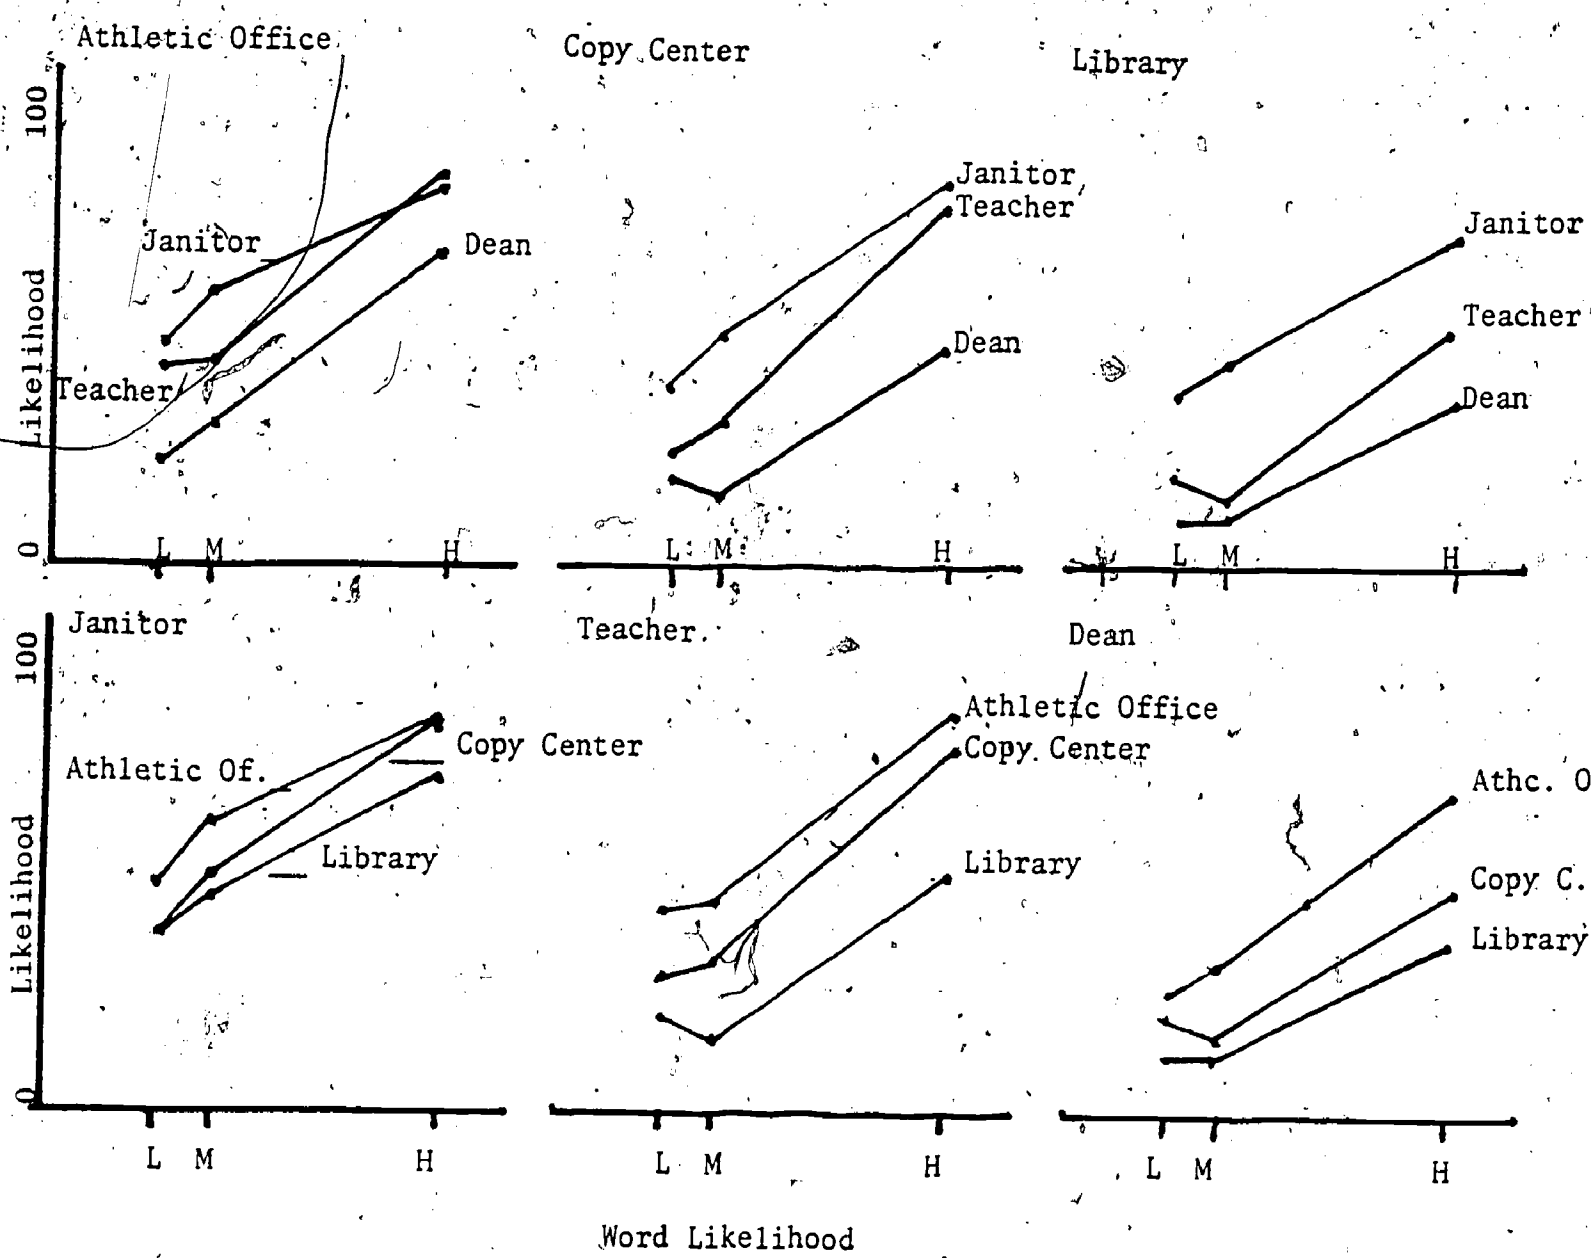 Athletic Office
Copy Center
Library
100
Likelihood
0
Janitor
Teacher
Dean
L M H
Janitor
Teacher
Dean
L M H
Janitor
Teacher
Dean
L M H
Janitor
Teacher.
Dean
100
Likelihood
0
Athletic Of.
Copy Center
Library
L M H
Athletic Office
Copy Center
Library
L M H
Athc. O
Copy C.
Library
L M H
Word Likelihood